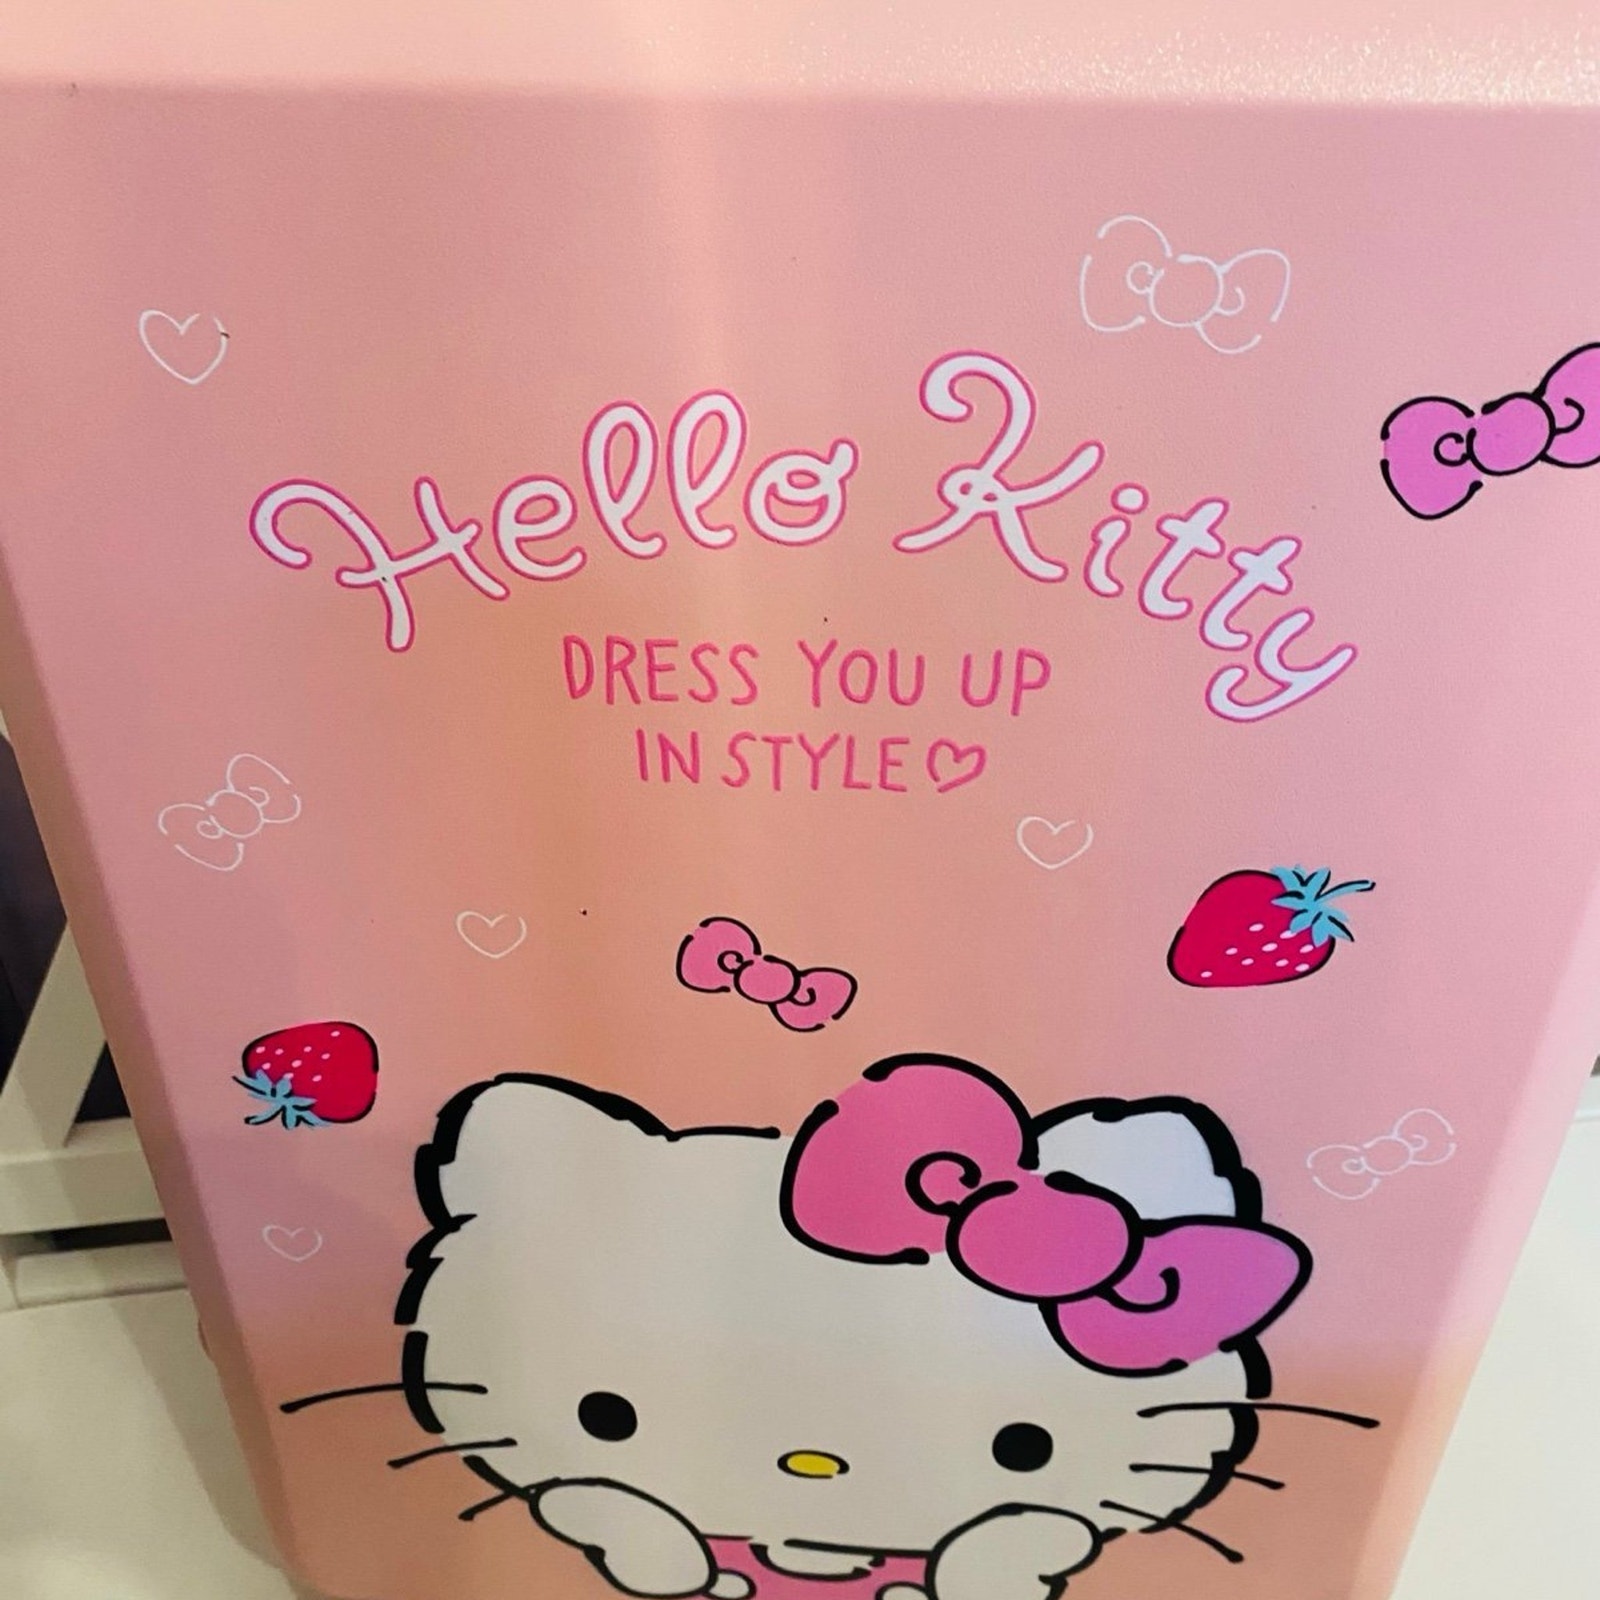 Hello Kitty
DRESS YOU UP
IN STYLE♡